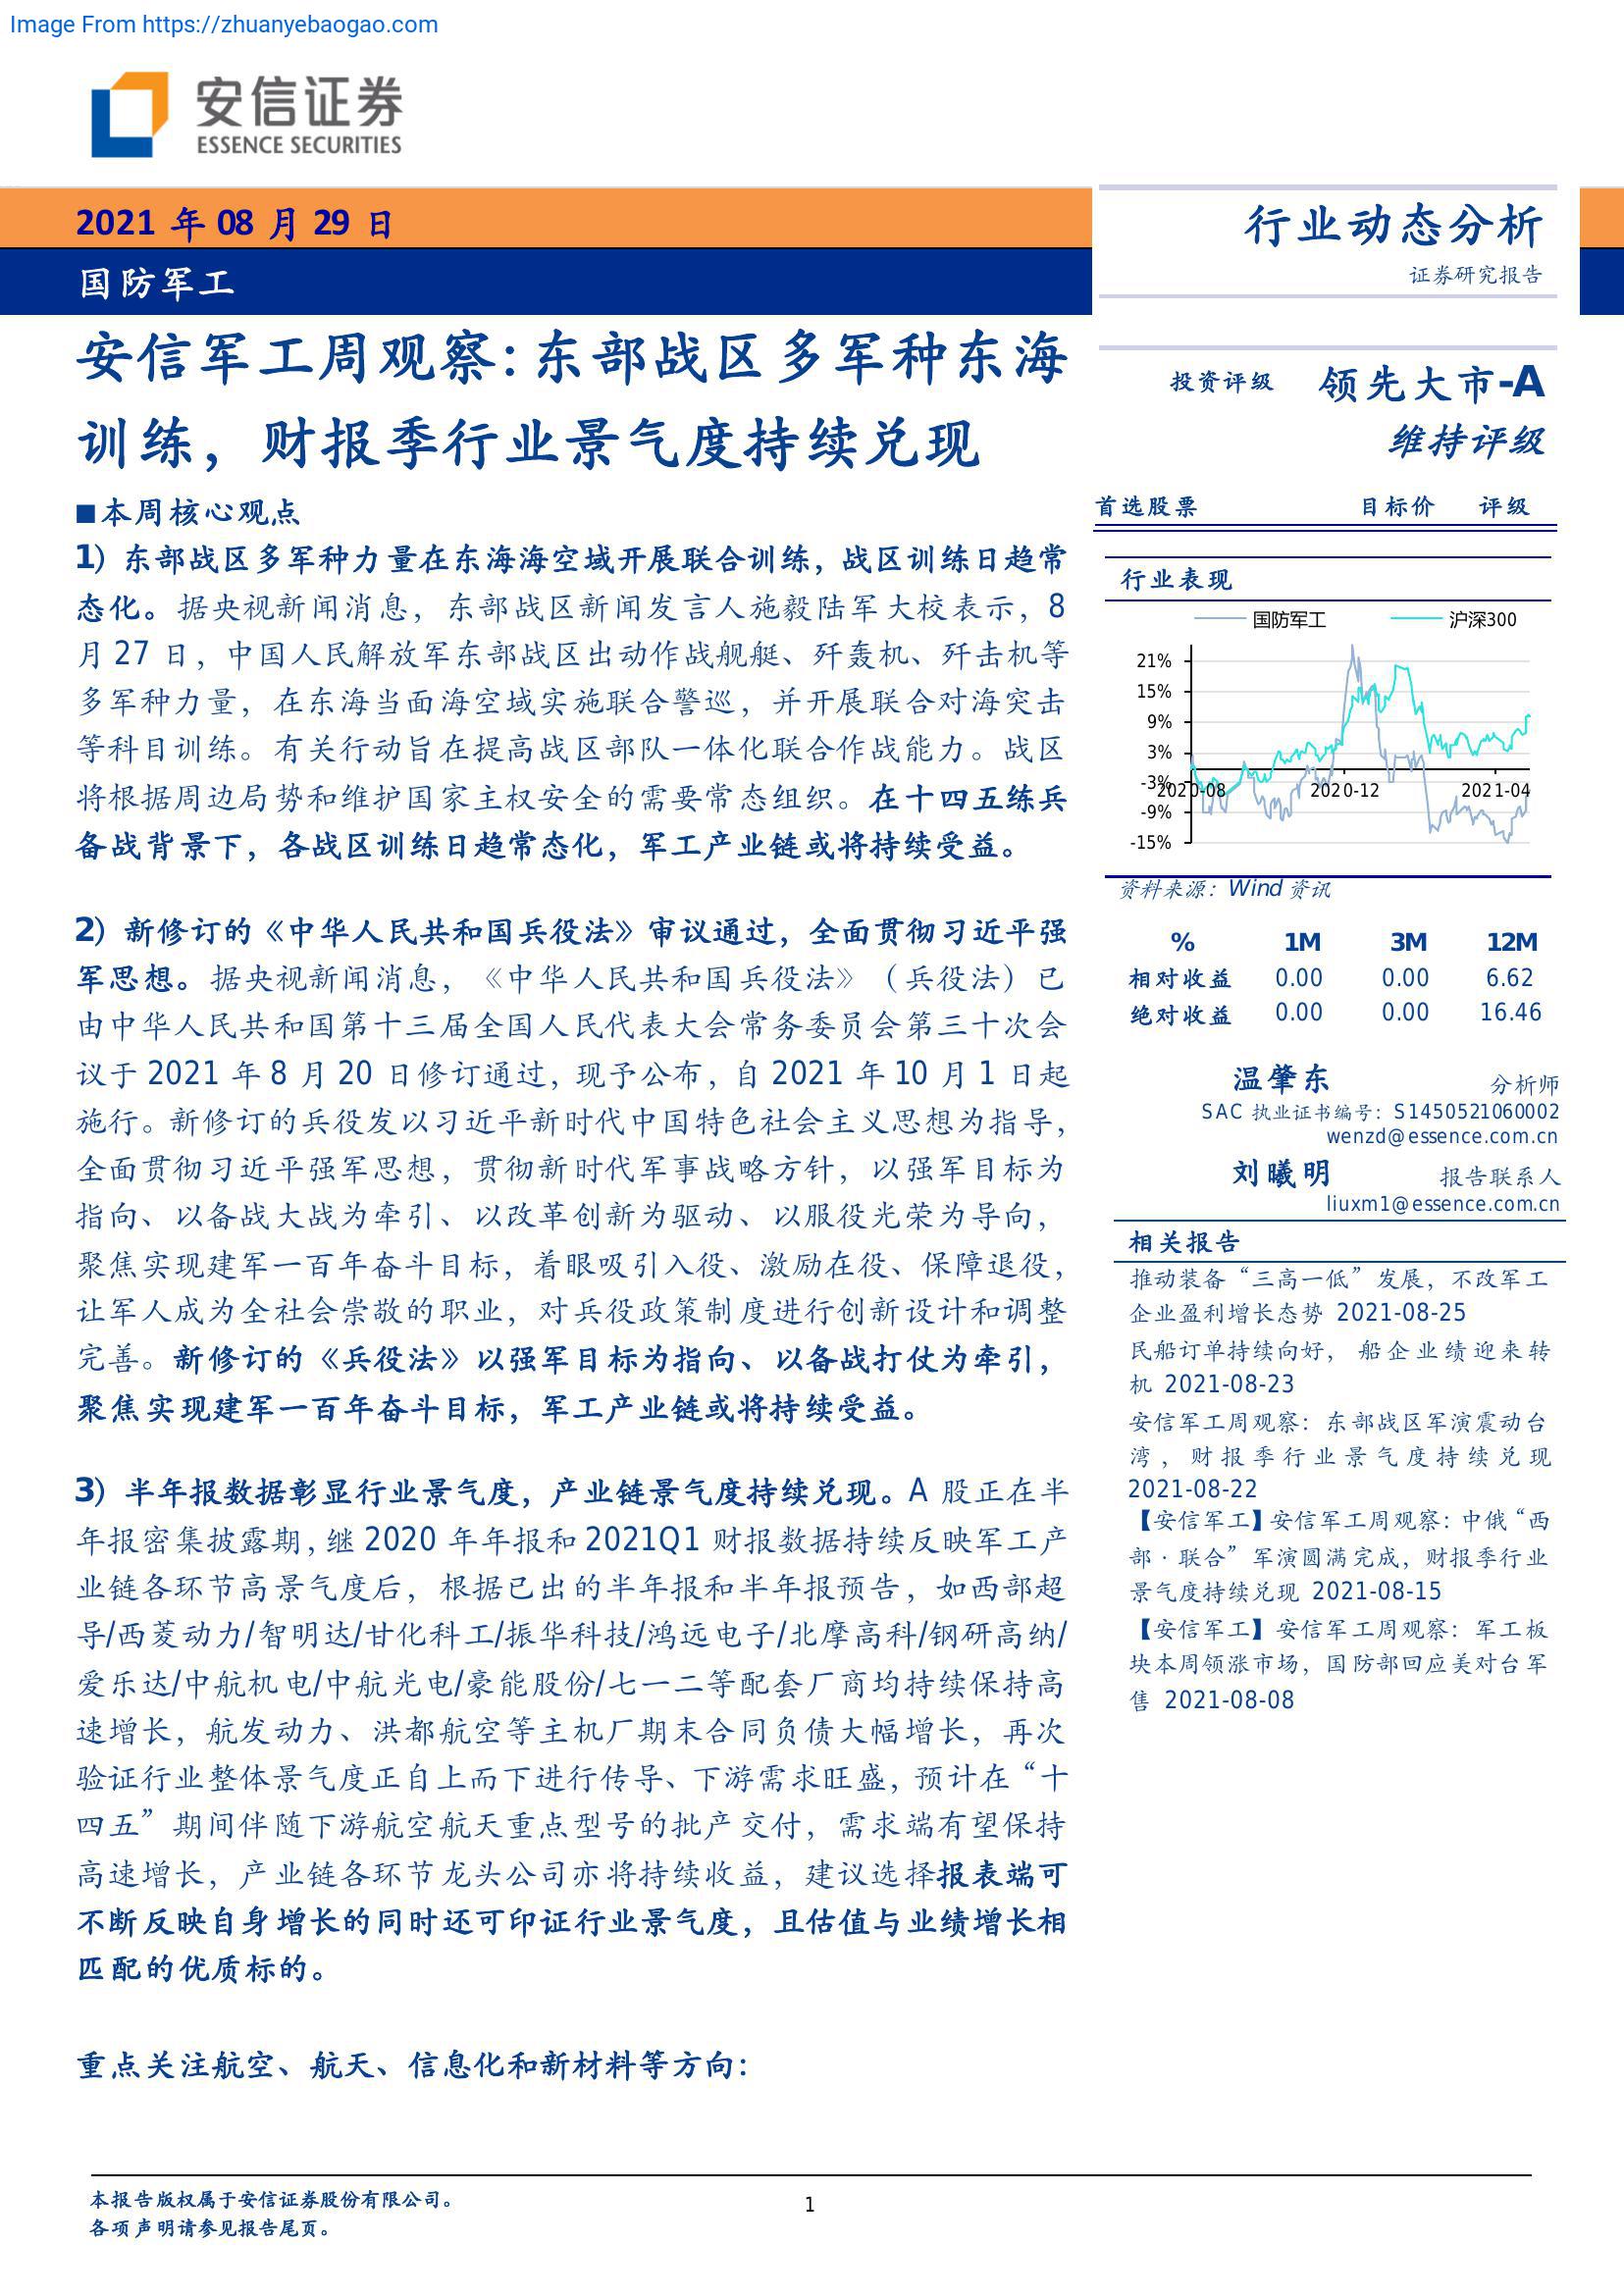 Image From https://zhuanyebaogao.com
安信证券
ESSENCE SECURITIES
2021 年 08 月 29 日
国防军工
安信军工周观察：东部战区多军种东海
训练，财报季行业景气度持续兑现
■本周核心观点
1）东部战区多军种力量在东海海空域开展联合训练，战区训练日趋常
态化。据央视新闻消息，东部战区新闻发言人施毅陆军大校表示，8
月 27 日，中国人民解放军东部战区出动作战舰艇、歼轰机、歼击机等
多军种力量，在东海当面海空域实施联合警巡，并开展联合对海突击
等科目训练。有关行动旨在提高战区部队一体化联合作战能力。战区
将根据周边局势和维护国家主权安全的需要常态组织。在十四五练兵
备战背景下，各战区训练日趋常态化，军工产业链或将持续受益。
2）新修订的《中华人民共和国兵役法》审议通过，全面贯彻习近平强
军思想。据央视新闻消息，《中华人民共和国兵役法》（兵役法）已
由中华人民共和国第十三届全国人民代表大会常务委员会第三十次会
议于 2021 年 8 月 20 日修订通过，现予公布，自 2021 年 10 月 1 日起
施行。新修订的兵役发以习近平新时代中国特色社会主义思想为指导，
全面贯彻习近平强军思想，贯彻新时代军事战略方针，以强军目标为
指向、以备战大战为牵引、以改革创新为驱动、以服役光荣为导向，
聚焦实现建军一百年奋斗目标，着眼吸引入役、激励在役、保障退役，
让军人成为全社会崇敬的职业，对兵役政策制度进行创新设计和调整
完善。新修订的《兵役法》以强军目标为指向、以备战打仗为牵引，
聚焦实现建军一百年奋斗目标，军工产业链或将持续受益。
3）半年报数据彰显行业景气度，产业链景气度持续兑现。A 股正在半
年报密集披露期，继 2020 年年报和 2021Q1 财报数据持续反映军工产
业链各环节高景气度后，根据已出的半年报和半年报预告，如西部超
导/西菱动力/智明达/甘化科工/振华科技/鸿远电子/北摩高科/钢研高纳/
爱乐达/中航机电/中航光电/豪能股份/七一二等配套厂商均持续保持高
速增长，航发动力、洪都航空等主机厂期末合同负债大幅增长，再次
验证行业整体景气度正自上而下进行传导、下游需求旺盛，预计在“十
四五”期间伴随下游航空航天重点型号的批产交付，需求端有望保持
高速增长，产业链各环节龙头公司亦将持续收益，建议选择报表端可
不断反映自身增长的同时还可印证行业景气度，且估值与业绩增长相
匹配的优质标的。
重点关注航空、航天、信息化和新材料等方向：
行业动态分析
证券研究报告
投资评级 领先大市-A
维持评级
首选股票 目标价 评级
行业表现
国防军工 沪深300
21%
15%
9%
3%
-3%
-9%
-15%
2020-08 2020-12 2021-04
资料来源：Wind 资讯
% 1M 3M 12M
相对收益 0.00 0.00 6.62
绝对收益 0.00 0.00 16.46
温肇东 分析师
SAC 执业证书编号：S1450521060002
wenzd@essence.com.cn
刘曦明 报告联系人
liuxm1@essence.com.cn
相关报告
推动装备“三高一低”发展，不改军工
企业盈利增长态势 2021-08-25
民船订单持续向好，船企业绩迎来转
机 2021-08-23
安信军工周观察：东部战区军演震动台
湾，财报季行业景气度持续兑现
2021-08-22
【安信军工】安信军工周观察：中俄“西
部·联合”军演圆满完成，财报季行业
景气度持续兑现 2021-08-15
【安信军工】安信军工周观察：军工板
块本周领涨市场，国防部回应美对台军
售 2021-08-08
本报告版权属于安信证券股份有限公司。
各项声明请参见报告尾页。
1